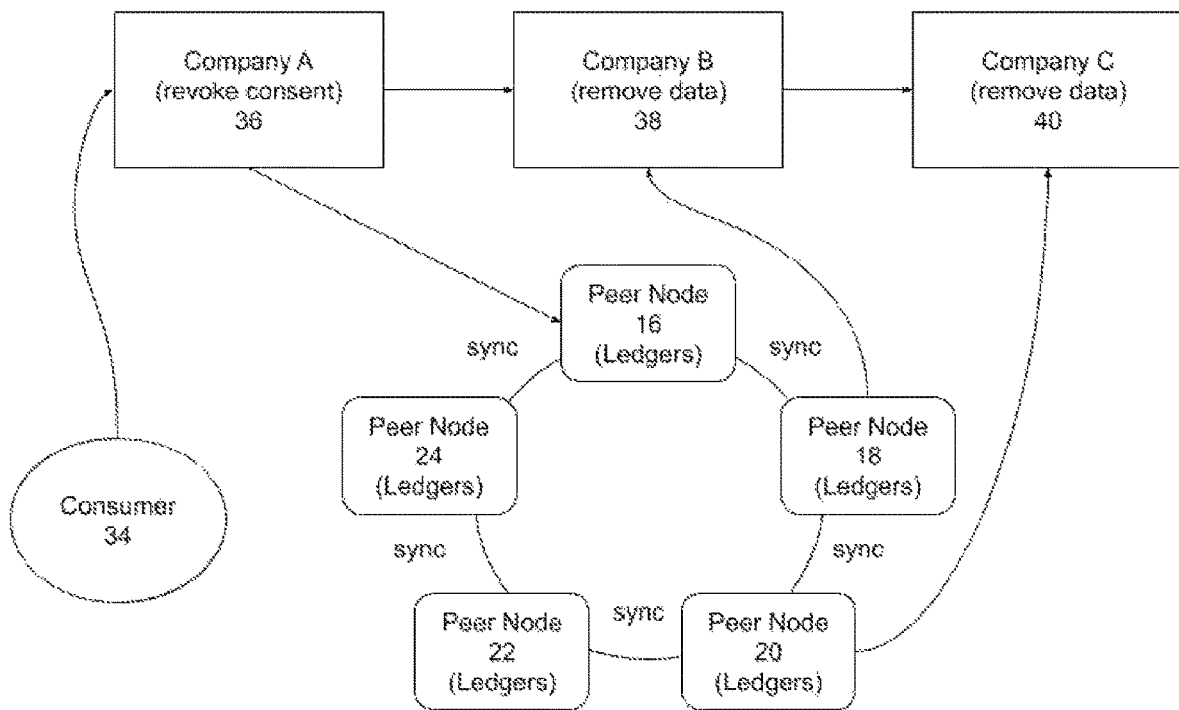 Company A
(revoke consent)
36
Company B
(remove data)
38
Company C
(remove data)
40
Peer Node
16
(Ledgers)
sync
sync
Peer Node
24
(Ledgers)
Peer Node
18
(Ledgers)
Consumer
34
sync
sync
Peer Node
22
(Ledgers)
sync
Peer Node
20
(Ledgers)